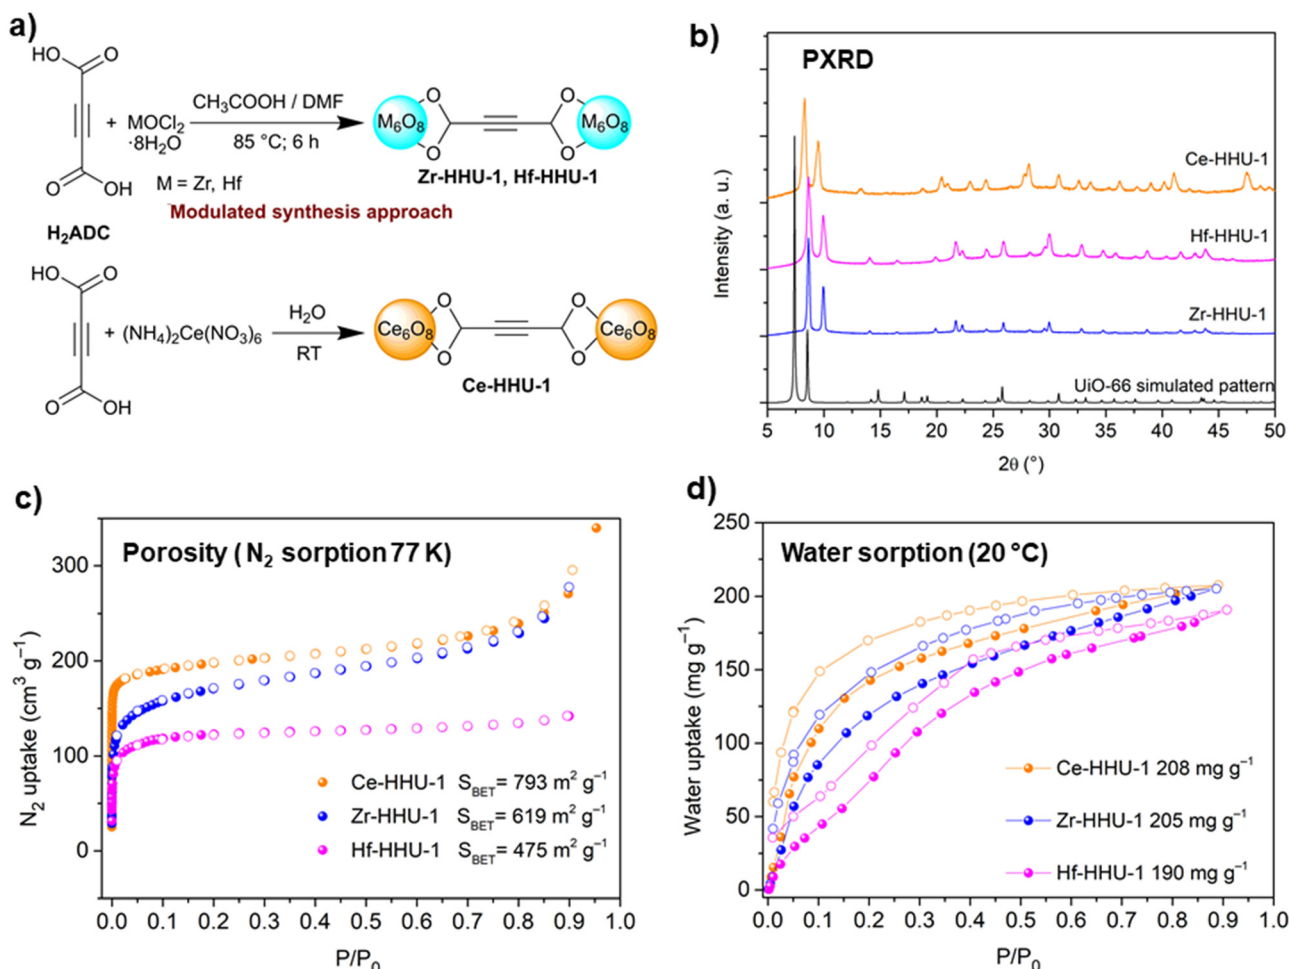 a)
HO
O
O
OH
H₂ADC
+ MOCl₂
·8H₂O
CH₃COOH / DMF
85 °C; 6 h
M = Zr, Hf
Modulated synthesis approach
M₆O₈
O
O
O
O
M₆O₈
Zr-HHU-1, Hf-HHU-1
HO
O
O
OH
+ (NH₄)₂Ce(NO₃)₆
H₂O
RT
Ce₆O₈
O
O
O
O
Ce₆O₈
Ce-HHU-1
b)
PXRD
Intensity (a. u.)
Ce-HHU-1
Hf-HHU-1
Zr-HHU-1
UiO-66 simulated pattern
5 10 15 20 25 30 35 40 45 50
2θ (°)
c)
Porosity ( N₂ sorption 77 K)
N₂ uptake (cm³ g⁻¹)
300
200
100
0
Ce-HHU-1 S_BET = 793 m² g⁻¹
Zr-HHU-1 S_BET = 619 m² g⁻¹
Hf-HHU-1 S_BET = 475 m² g⁻¹
0.0 0.1 0.2 0.3 0.4 0.5 0.6 0.7 0.8 0.9 1.0
P/P₀
d)
Water sorption (20 °C)
Water uptake (mg g⁻¹)
250
200
150
100
50
0
Ce-HHU-1 208 mg g⁻¹
Zr-HHU-1 205 mg g⁻¹
Hf-HHU-1 190 mg g⁻¹
0.0 0.1 0.2 0.3 0.4 0.5 0.6 0.7 0.8 0.9 1.0
P/P₀